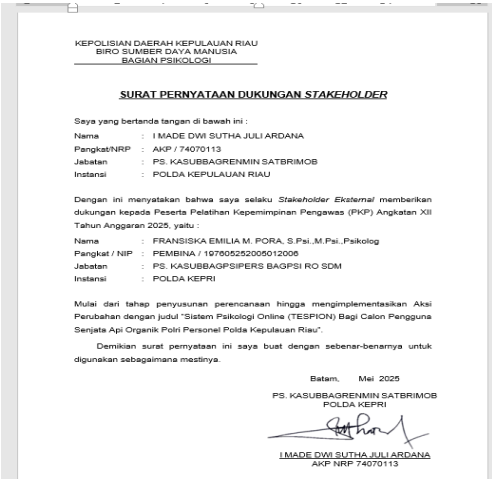 KEPOLISIAN DAERAH KEPULAUAN RIAU
BIRO SUMBER DAYA MANUSIA
BAGIAN PSIKOLOGI
SURAT PERNYATAAN DUKUNGAN STAKEHOLDER
Saya yang bertanda tangan di bawah ini :
Nama : I MADE DWI SUTHA JULI ARDANA
Pangkat/NRP : AKP / 74070113
Jabatan : PS. KASUBBAGRENMIN SATBRIMOB
Instansi : POLDA KEPULAUAN RIAU
Dengan ini menyatakan bahwa saya selaku Stakeholder Eksternal memberikan
dukungan kepada Peserta Pelatihan Kepemimpinan Pengawas (PKP) Angkatan XII
Tahun Anggaran 2025, yaitu :
Nama : FRANSISKA EMILIA M. PORA, S.Psi.,M.Psi.,Psikolog
Pangkat / NIP : PEMBINA / 197605252005012006
Jabatan : PS. KASUBBAGPSIPERS BAGPSI RO SDM
Instansi : POLDA KEPRI
Mulai dari tahap penyusunan perencanaan hingga mengimplementasikan Aksi
Perubahan dengan judul "Sistem Psikologi Online (TESPION) Bagi Calon Pengguna
Senjata Api Organik Polri Personel Polda Kepulauan Riau".
Demikian surat pernyataan ini saya buat dengan sebenar-benarnya untuk
digunakan sebagaimana mestinya.
Batam, Mei 2025
PS. KASUBBAGRENMIN SATBRIMOB
POLDA KEPRI
I MADE DWI SUTHA JULI ARDANA
AKP NRP 74070113